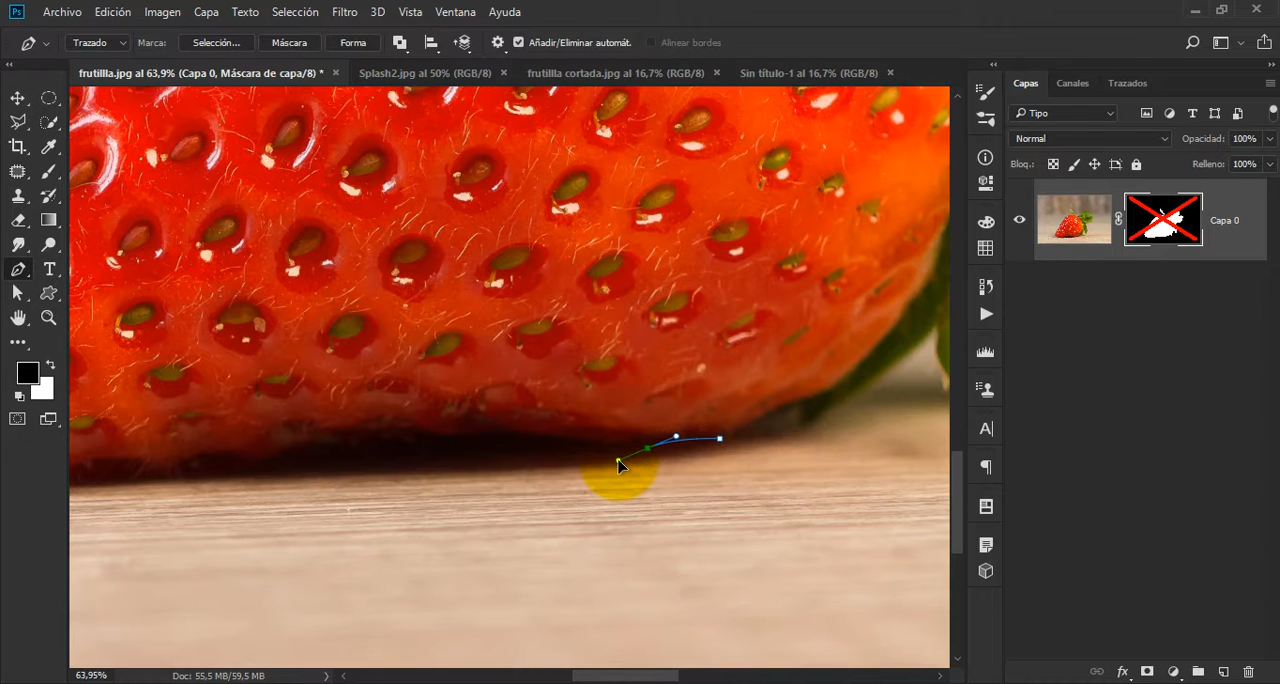 Ps Archivo Edición Imagen Capa Texto Selección Filtro 3D Vista Ventana Ayuda
Trazado Marca: Selección... Máscara Forma Añadir/Eliminar automát. Alinear bordes
frutillla.jpg al 63,9% (Capa 0, Máscara de capa/8) * × Splash2.jpg al 50% (RGB/8) × frutillla cortada.jpg al 16,7% (RGB/8) × Sin título-1 al 16,7% (RGB/8) ×
Capas Canales Trazados
Tipo
Normal Opacidad: 100%
Bloq.: Relleno: 100%
Capa 0
63,95% Doc: 55,5 MB/59,5 MB